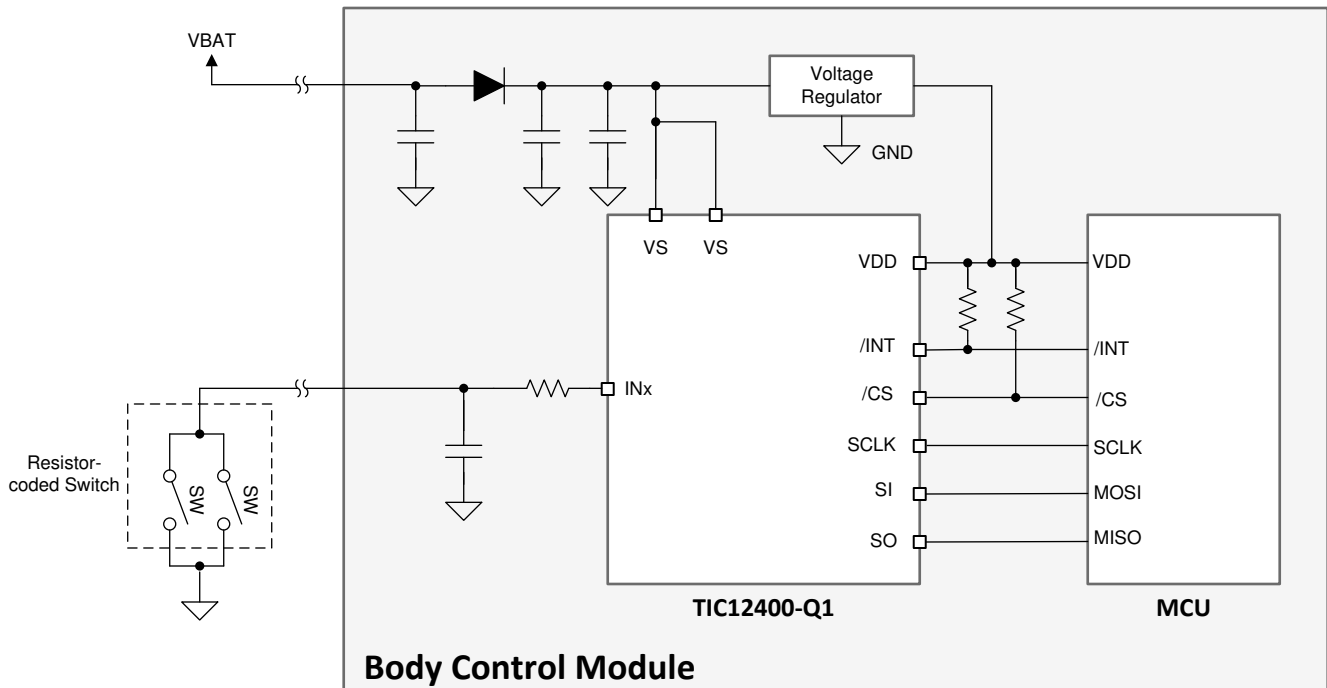 VBAT
Voltage
Regulator
GND
VS
VS
VDD
VDD
/INT
/INT
INx
/CS
/CS
SCLK
SCLK
Resistor-
coded Switch
SW
SW
SI
MOSI
SO
MISO
TIC12400-Q1
MCU
Body Control Module